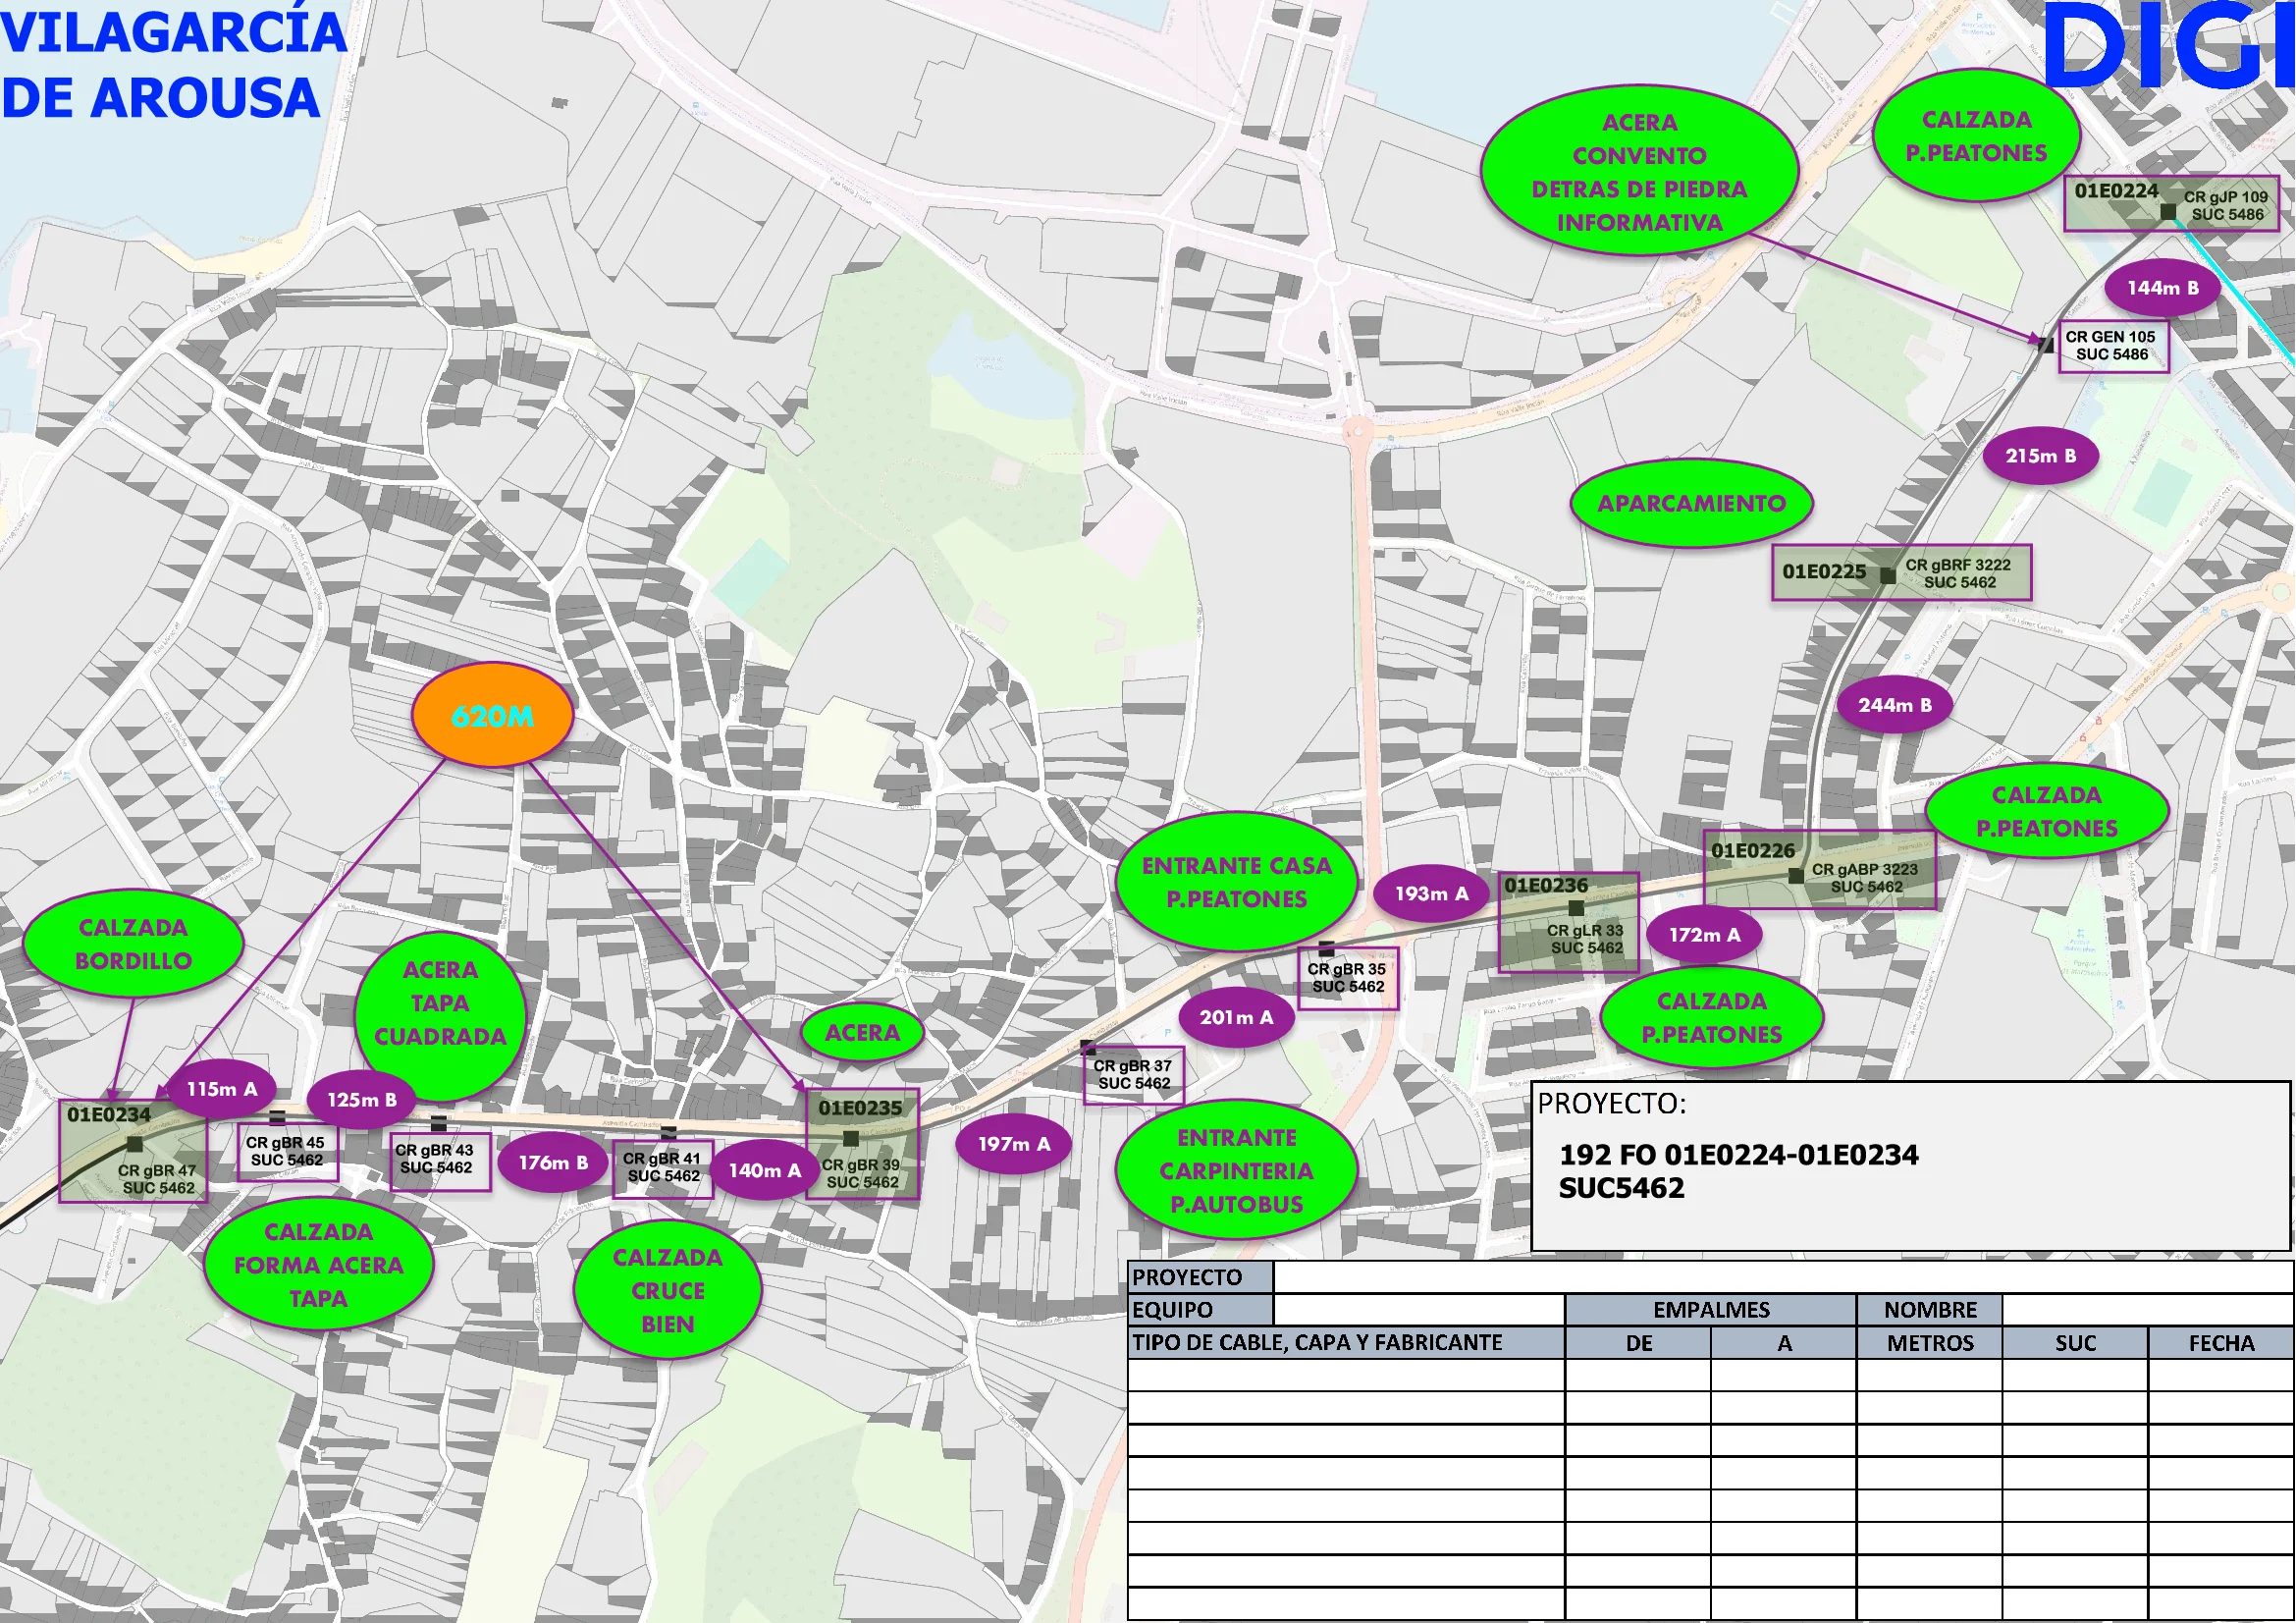 VILAGARCÍA
DE AROUSA
DIGI
ACERA
CONVENTO
DETRAS DE PIEDRA
INFORMATIVA
CALZADA
P.PEATONES
01E0224
CR gJP 109
SUC 5486
144m B
CR GEN 105
SUC 5486
215m B
APARCAMIENTO
01E0225
CR gBRF 3222
SUC 5462
244m B
620M
CALZADA
P.PEATONES
01E0226
CR gABP 3223
SUC 5462
ENTRANTE CASA
P.PEATONES
193m A
01E0236
CR gLR 33
SUC 5462
172m A
CALZADA
P.PEATONES
CR gBR 35
SUC 5462
201m A
CALZADA
BORDILLO
ACERA
TAPA
CUADRADA
ACERA
CR gBR 37
SUC 5462
115m A
125m B
01E0234
CR gBR 47
SUC 5462
CR gBR 45
SUC 5462
CR gBR 43
SUC 5462
176m B
CR gBR 41
SUC 5462
140m A
01E0235
CR gBR 39
SUC 5462
197m A
ENTRANTE
CARPINTERIA
P.AUTOBUS
CALZADA
FORMA ACERA
TAPA
CALZADA
CRUCE
BIEN
PROYECTO:
192 FO 01E0224-01E0234
SUC5462
PROYECTO
EQUIPO EMPALMES NOMBRE
TIPO DE CABLE, CAPA Y FABRICANTE DE A METROS SUC FECHA